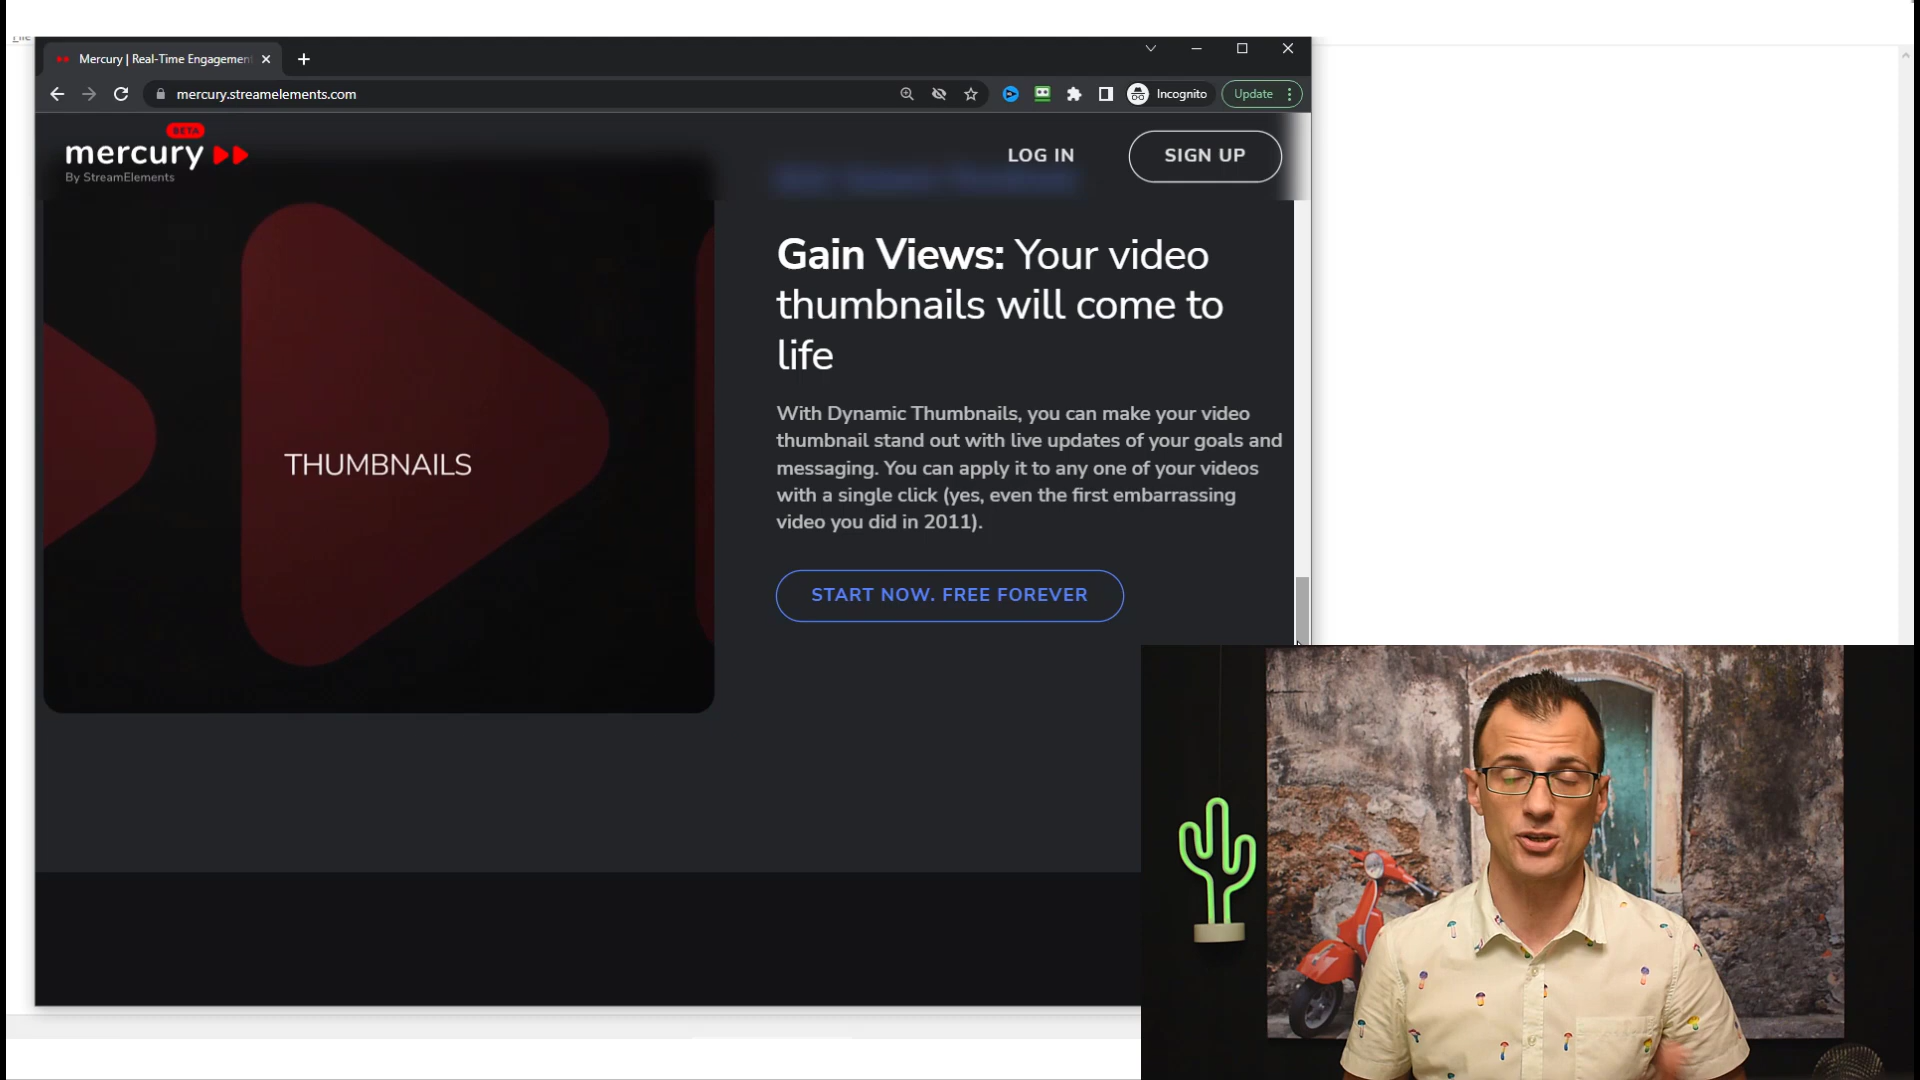 Mercury | Real-Time Engagemen
mercury.streamelements.com
Incognito
Update
BETA
mercury
By StreamElements
LOG IN
SIGN UP
Gain Views: Your video
thumbnails will come to
life
THUMBNAILS
With Dynamic Thumbnails, you can make your video
thumbnail stand out with live updates of your goals and
messaging. You can apply it to any one of your videos
with a single click (yes, even the first embarrassing
video you did in 2011).
START NOW. FREE FOREVER